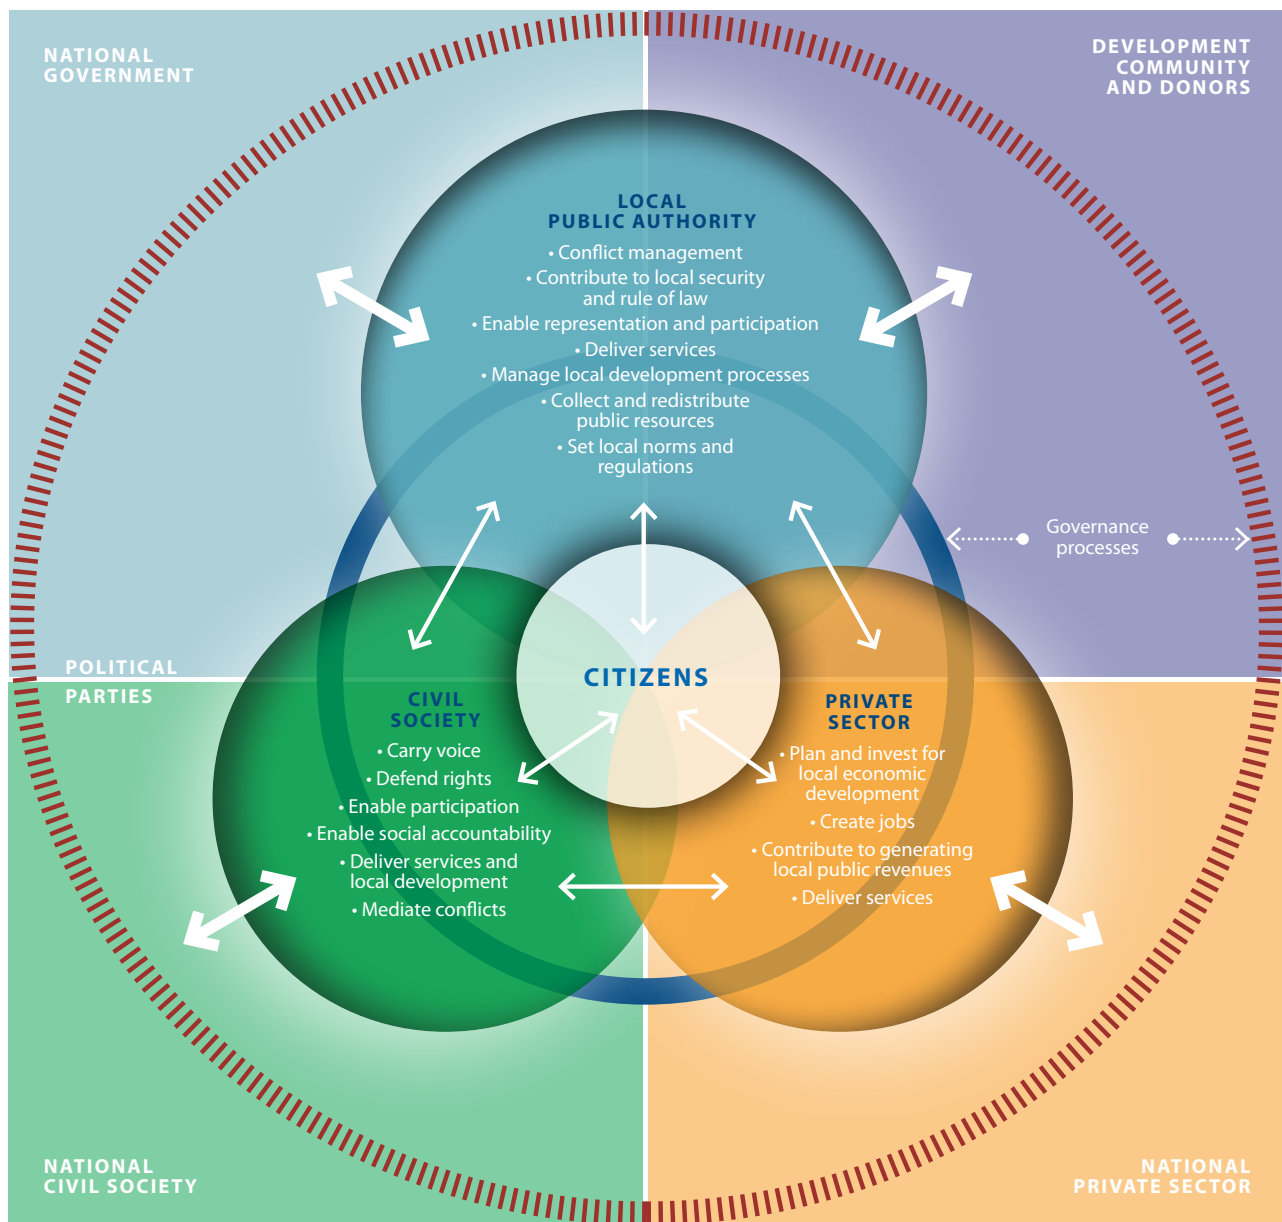 NATIONAL
GOVERNMENT
DEVELOPMENT
COMMUNITY
AND DONORS
LOCAL
PUBLIC AUTHORITY
• Conflict management
• Contribute to local security
and rule of law
• Enable representation and participation
• Deliver services
• Manage local development processes
• Collect and redistribute
public resources
• Set local norms and
regulations
Governance
processes
POLITICAL
PARTIES
CITIZENS
CIVIL
SOCIETY
• Carry voice
• Defend rights
• Enable participation
• Enable social accountability
• Deliver services and
local development
• Mediate conflicts
PRIVATE
SECTOR
• Plan and invest for
local economic
development
• Create jobs
• Contribute to generating
local public revenues
• Deliver services
NATIONAL
CIVIL SOCIETY
NATIONAL
PRIVATE SECTOR